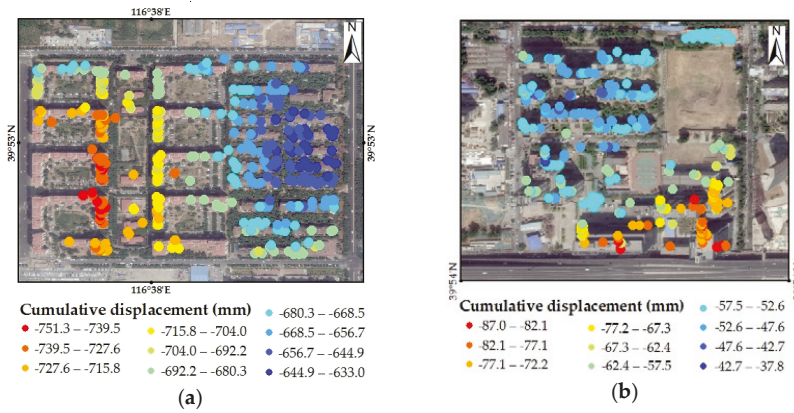 116°38'E
N
39°53'N
39°53'N
116°38'E
Cumulative displacement (mm)
-751.3 – -739.5
-739.5 – -727.6
-727.6 – -715.8
-715.8 – -704.0
-704.0 – -692.2
-692.2 – -680.3
-680.3 – -668.5
-668.5 – -656.7
-656.7 – -644.9
-644.9 – -633.0
(a)
N
39°54'N
39°54'N
Cumulative displacement (mm)
-87.0 – -82.1
-82.1 – -77.1
-77.1 – -72.2
-77.2 – -67.3
-67.3 – -62.4
-62.4 – -57.5
-57.5 – -52.6
-52.6 – -47.6
-47.6 – -42.7
-42.7 – -37.8
(b)